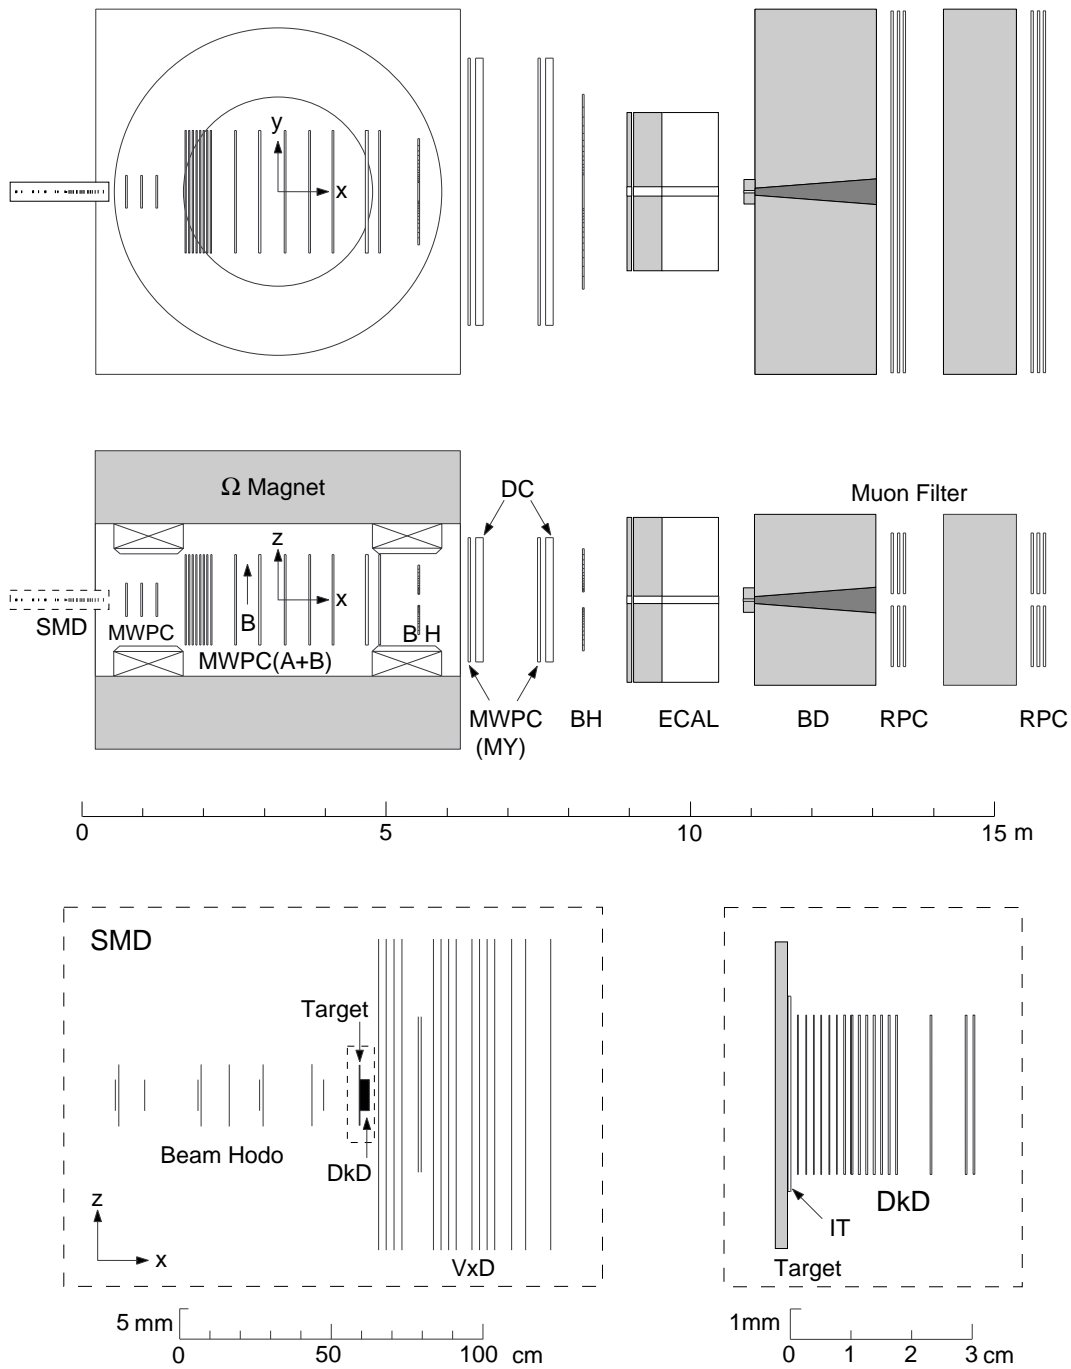 y
x
Ω Magnet
DC
Muon Filter
z
x
B
SMD
MWPC
B H
MWPC(A+B)
MWPC
(MY)
BH
ECAL
BD
RPC
RPC
0
5
10
15 m
SMD
Target
Beam Hodo
DkD
z
x
VxD
DkD
IT
Target
5 mm
0
50
100
cm
1mm
0
1
2
3
cm